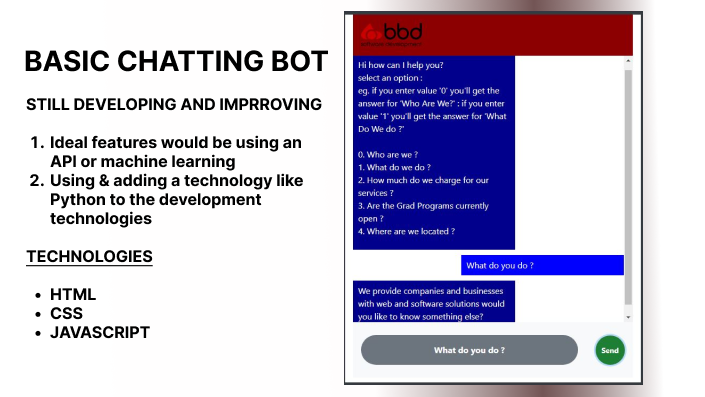 BASIC CHATTING BOT
STILL DEVELOPING AND IMPRROVING
1. Ideal features would be using an
API or machine learning
2. Using & adding a technology like
Python to the development
technologies
TECHNOLOGIES
• HTML
• CSS
• JAVASCRIPT
bbd
Hi how can I help you?
select an option :
eg. if you enter value '0' you'll get the
answer for 'Who Are We?' : if you enter
value '1' you'll get the answer for 'What
Do We do ?'
0. Who are we ?
1. What do we do ?
2. How much do we charge for our
services ?
3. Are the Grad Programs currently
open ?
4. Where are we located ?
What do you do ?
We provide companies and businesses
with web and software solutions would
you like to know something else?
What do you do ?
Send